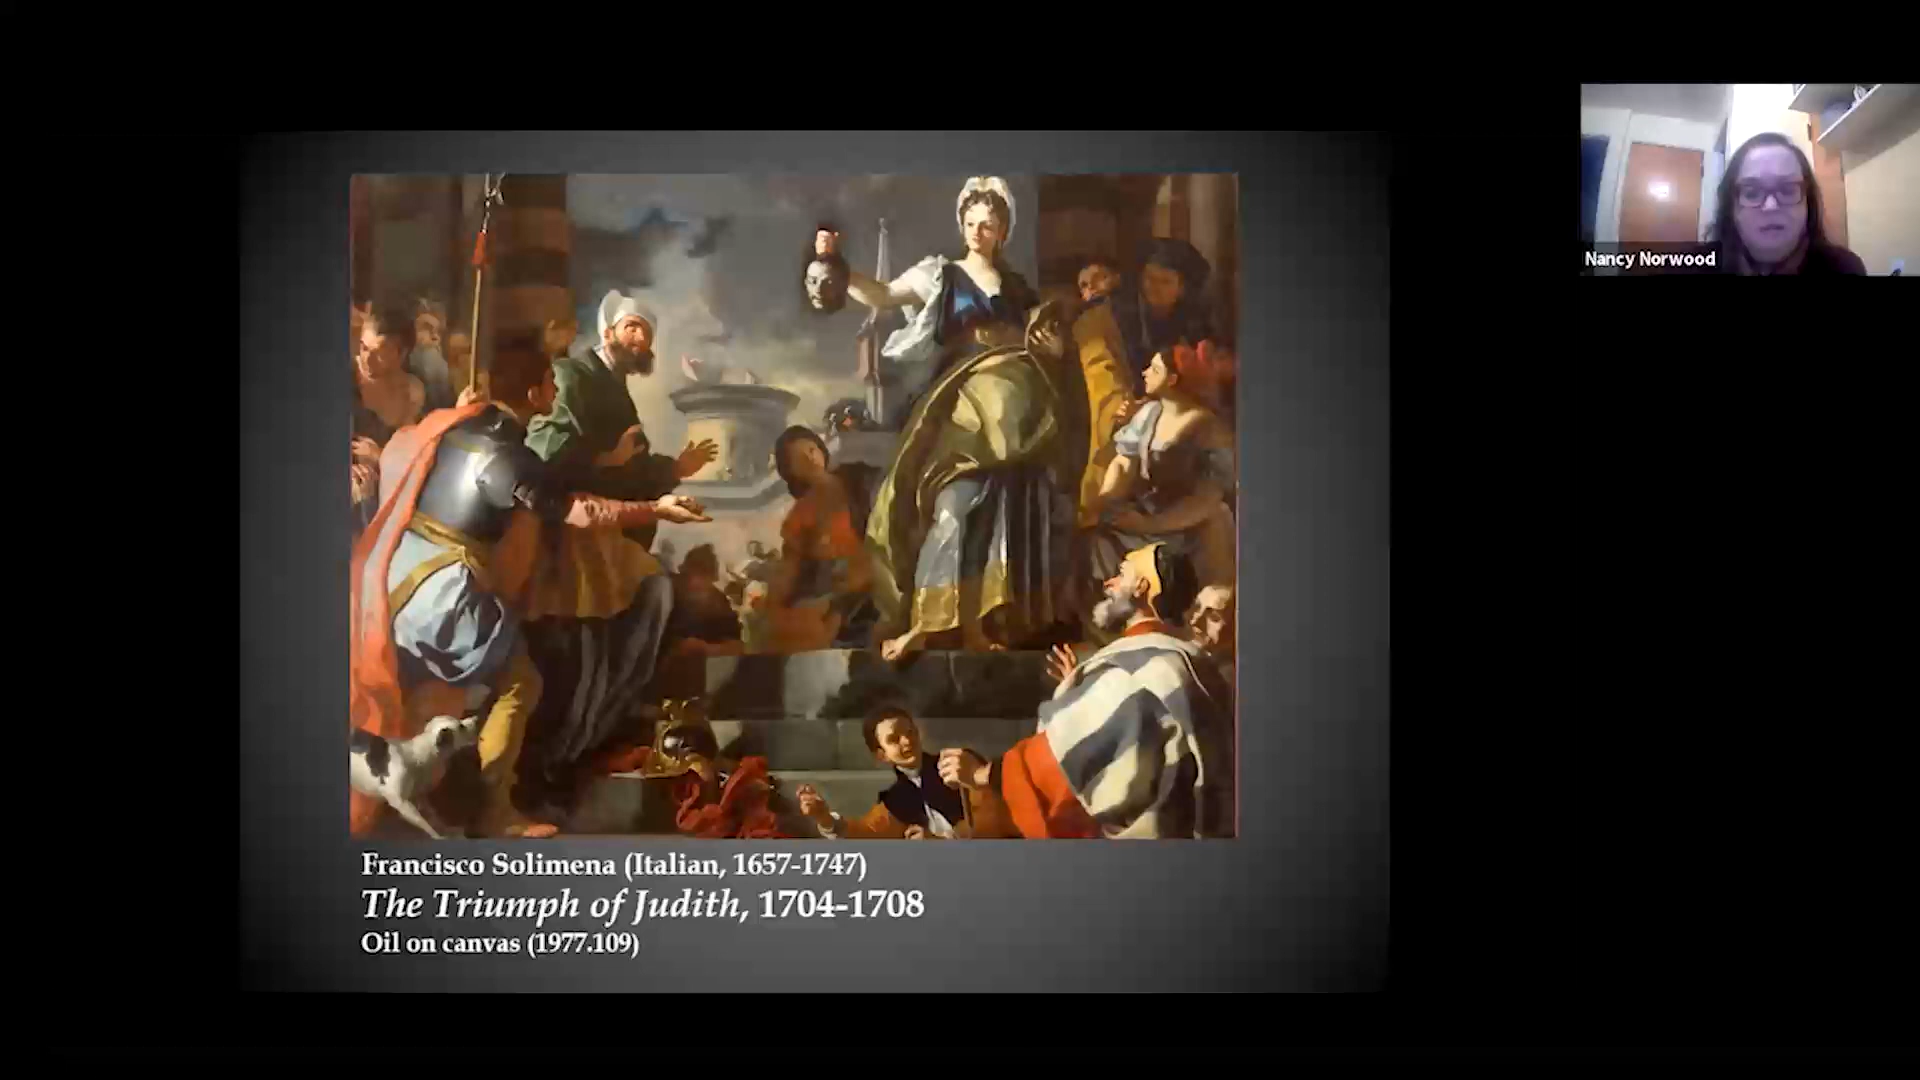 Nancy Norwood
Francisco Solimena (Italian, 1657-1747)
The Triumph of Judith, 1704-1708
Oil on canvas (1977.109)